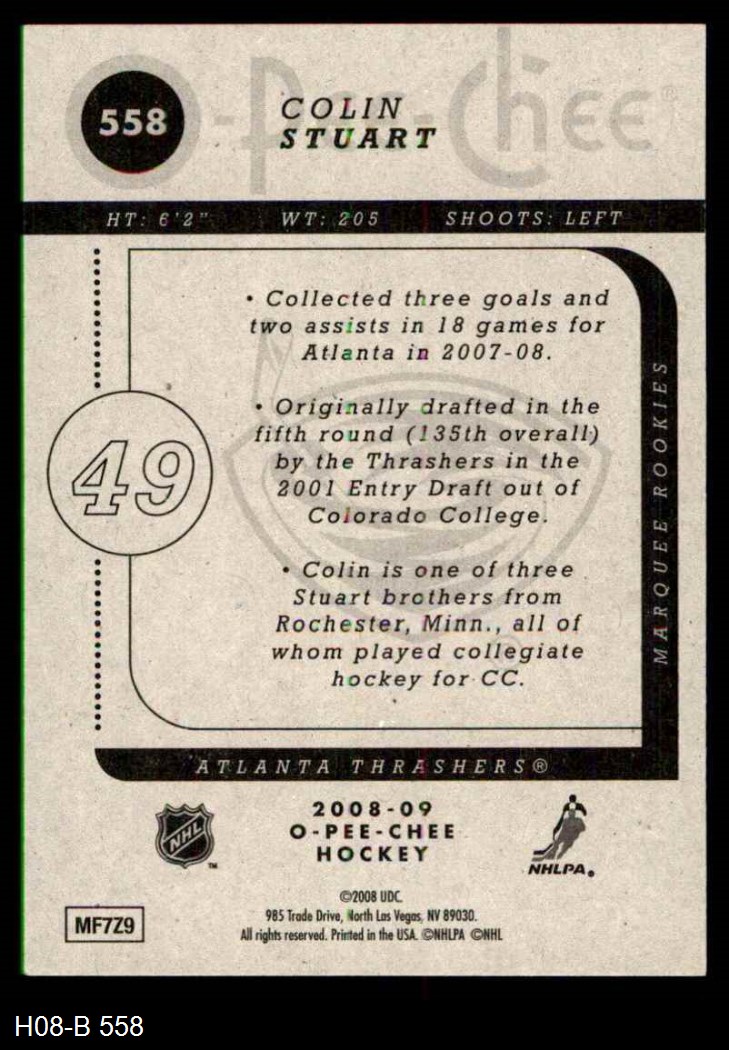 O-Pee-Chee®
558
COLIN
STUART
HT: 6'2"
WT: 205
SHOOTS: LEFT
• Collected three goals and
two assists in 18 games for
Atlanta in 2007-08.
• Originally drafted in the
fifth round (135th overall)
by the Thrashers in the
2001 Entry Draft out of
Colorado College.
• Colin is one of three
Stuart brothers from
Rochester, Minn., all of
whom played collegiate
hockey for CC.
49
MARQUEE ROOKIES
ATLANTA THRASHERS®
NHL
™
2008-09
O-PEE-CHEE
HOCKEY
NHLPA®
©2008 UDC.
985 Trade Drive, North Las Vegas, NV 89030.
All rights reserved. Printed in the USA. ©NHLPA ©NHL
MF7Z9
H08-B 558